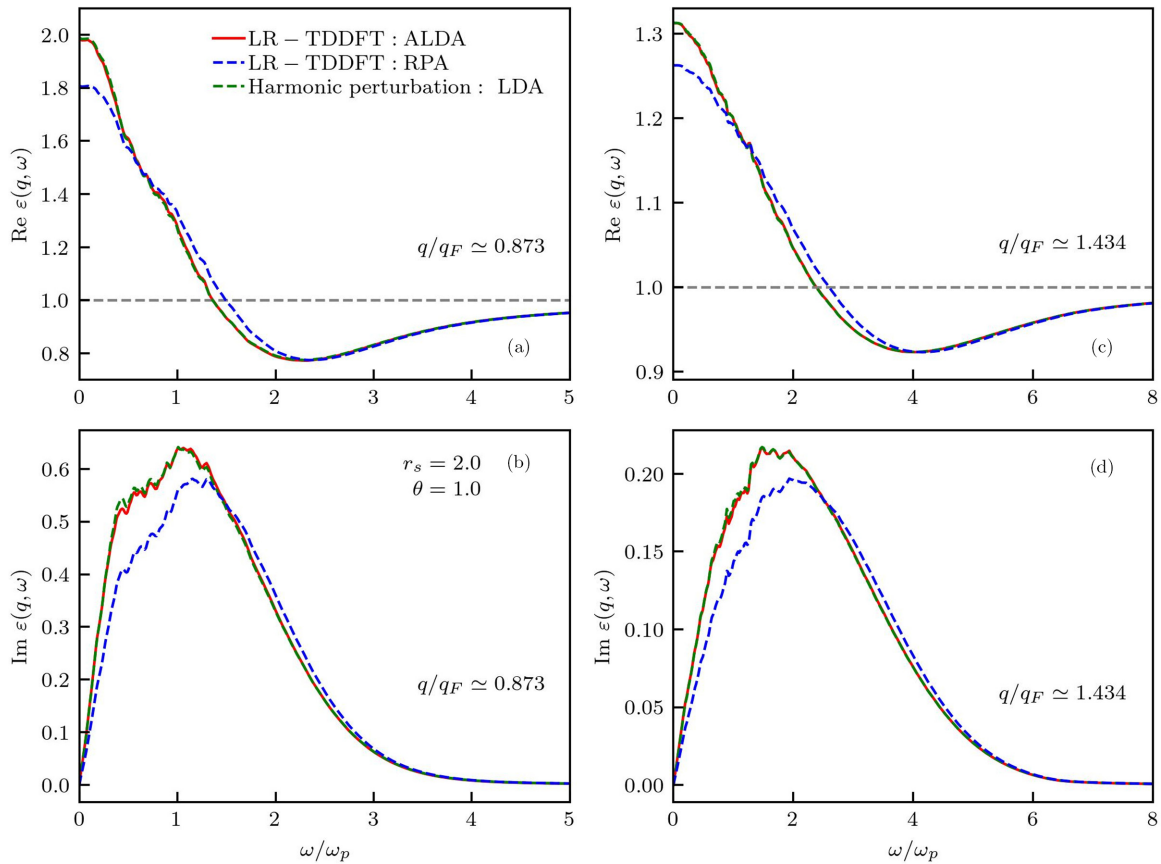 2.0
1.8
1.6
1.4
1.2
1.0
0.8
Re ε(q, ω)
LR − TDDFT : ALDA
LR − TDDFT : RPA
Harmonic perturbation : LDA
q/q_F ≃ 0.873
(a)
0 1 2 3 4 5
1.3
1.2
1.1
1.0
0.9
Re ε(q, ω)
q/q_F ≃ 1.434
(c)
0 2 4 6 8
0.6
0.5
0.4
0.3
0.2
0.1
0.0
Im ε(q, ω)
r_s = 2.0
θ = 1.0
(b)
q/q_F ≃ 0.873
0 1 2 3 4 5
ω/ω_p
0.20
0.15
0.10
0.05
0.00
Im ε(q, ω)
(d)
q/q_F ≃ 1.434
0 2 4 6 8
ω/ω_p